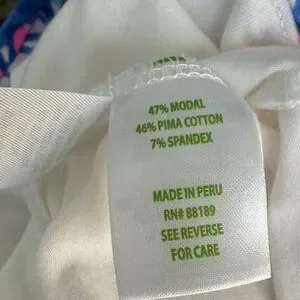 47% MODAL
46% PIMA COTTON
7% SPANDEX
MADE IN PERU
RN# 88189
SEE REVERSE
FOR CARE